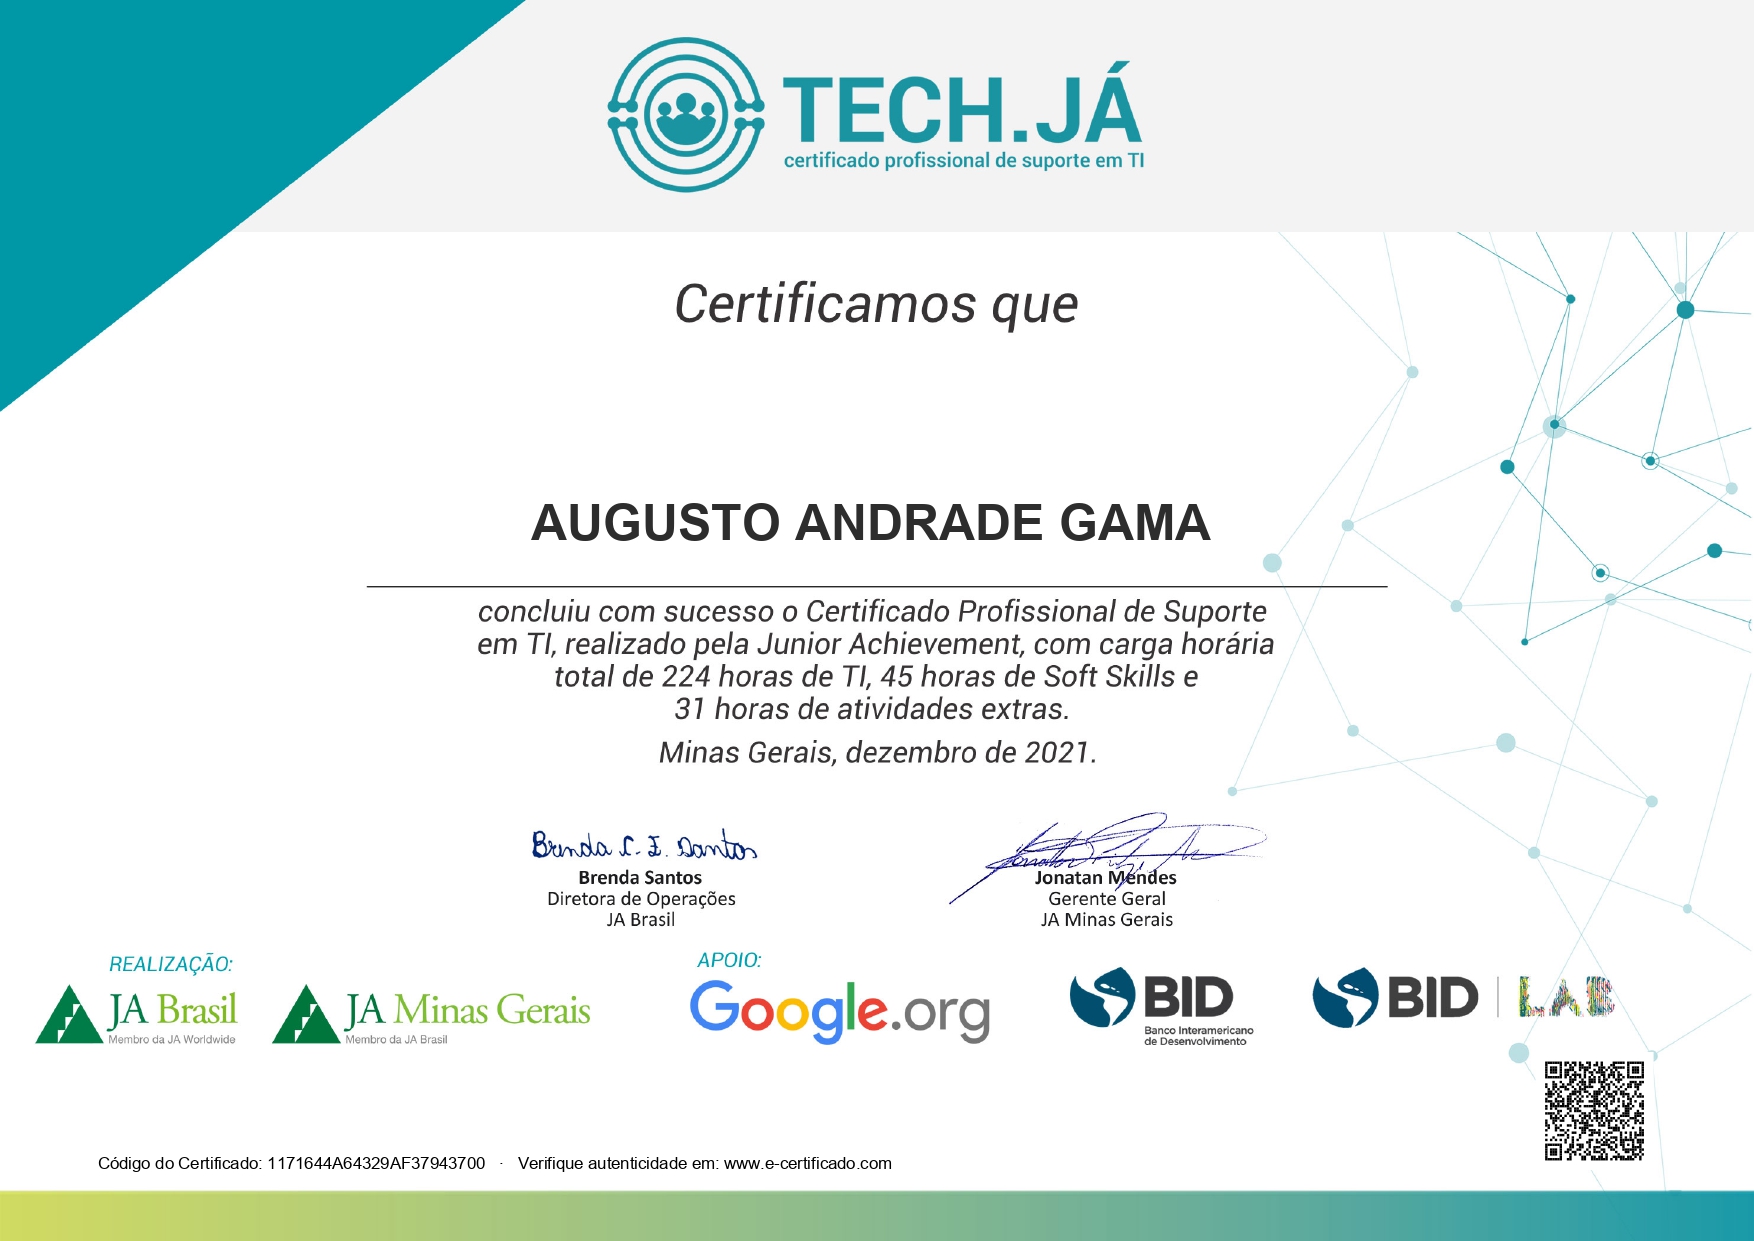 TECH.JÁ
certificado profissional de suporte em TI
Certificamos que
AUGUSTO ANDRADE GAMA
concluiu com sucesso o Certificado Profissional de Suporte
em TI, realizado pela Junior Achievement, com carga horária
total de 224 horas de TI, 45 horas de Soft Skills e
31 horas de atividades extras.
Minas Gerais, dezembro de 2021.
Brenda C. E. Santos
Brenda Santos
Diretora de Operações
JA Brasil
Jonatan Mendes
Gerente Geral
JA Minas Gerais
REALIZAÇÃO:
JA Brasil
Membro da JA Worldwide
JA Minas Gerais
Membro da JA Brasil
APOIO:
Google.org
BID
Banco Interamericano
de Desenvolvimento
BID LAB
Código do Certificado: 1171644A64329AF37943700 · Verifique autenticidade em: www.e-certificado.com